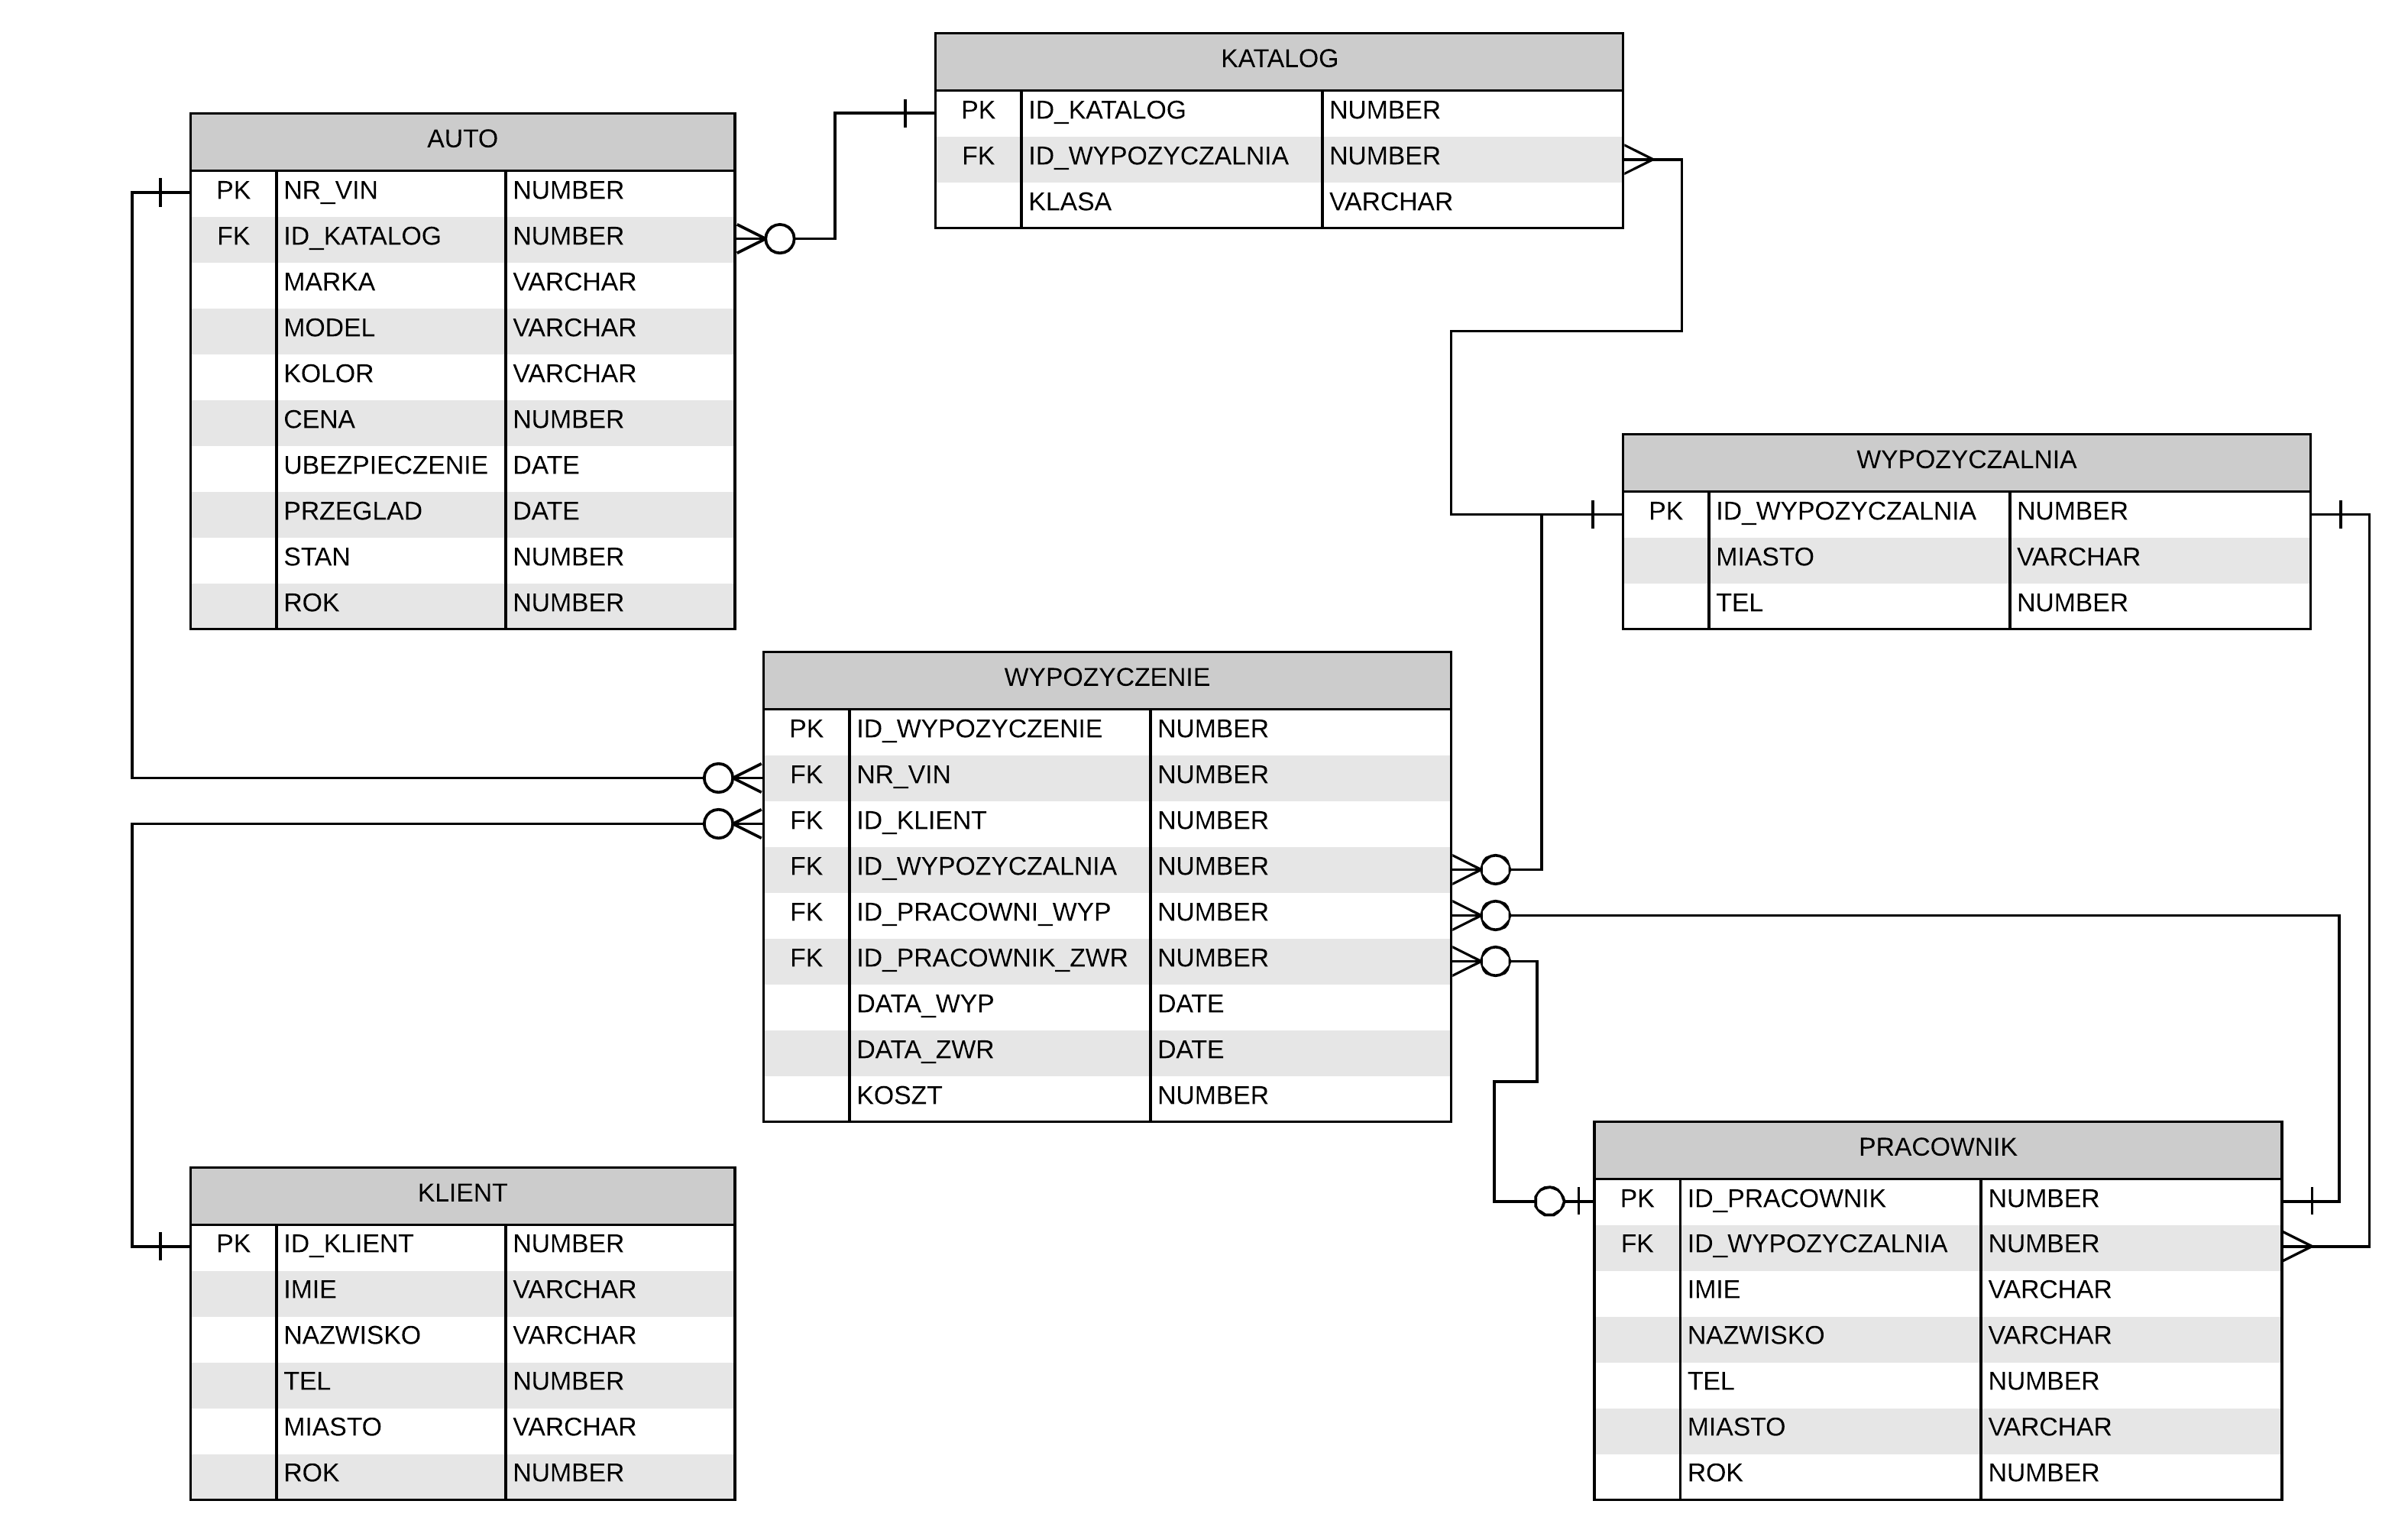 KATALOG
PK ID_KATALOG NUMBER
FK ID_WYPOZYCZALNIA NUMBER
KLASA VARCHAR
AUTO
PK NR_VIN NUMBER
FK ID_KATALOG NUMBER
MARKA VARCHAR
MODEL VARCHAR
KOLOR VARCHAR
CENA NUMBER
UBEZPIECZENIE DATE
PRZEGLAD DATE
STAN NUMBER
ROK NUMBER
WYPOZYCZALNIA
PK ID_WYPOZYCZALNIA NUMBER
MIASTO VARCHAR
TEL NUMBER
WYPOZYCZENIE
PK ID_WYPOZYCZENIE NUMBER
FK NR_VIN NUMBER
FK ID_KLIENT NUMBER
FK ID_WYPOZYCZALNIA NUMBER
FK ID_PRACOWNI_WYP NUMBER
FK ID_PRACOWNIK_ZWR NUMBER
DATA_WYP DATE
DATA_ZWR DATE
KOSZT NUMBER
KLIENT
PK ID_KLIENT NUMBER
IMIE VARCHAR
NAZWISKO VARCHAR
TEL NUMBER
MIASTO VARCHAR
ROK NUMBER
PRACOWNIK
PK ID_PRACOWNIK NUMBER
FK ID_WYPOZYCZALNIA NUMBER
IMIE VARCHAR
NAZWISKO VARCHAR
TEL NUMBER
MIASTO VARCHAR
ROK NUMBER